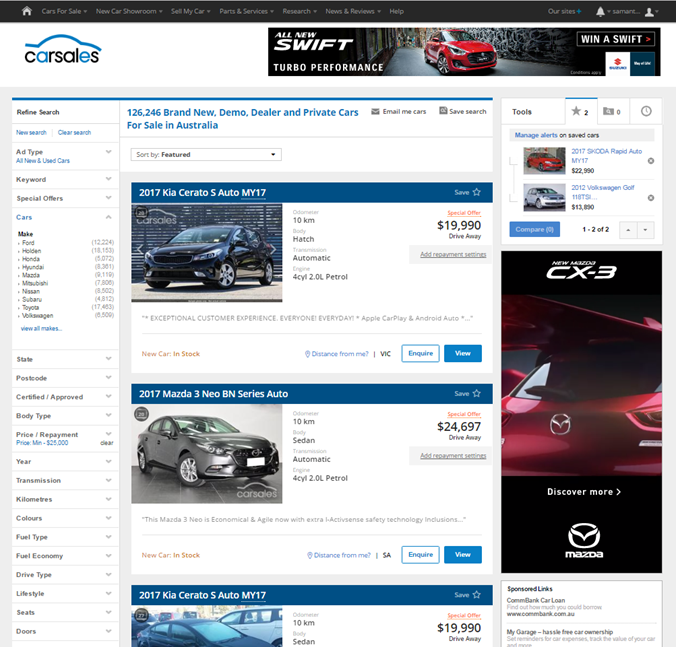 Cars For Sale
New Car Showroom
Sell My Car
Parts & Services
Research
News & Reviews
Help
Our sites+
samant...
carsales
ALL NEW
SWIFT
TURBO PERFORMANCE
WIN A SWIFT >
SUZUKI
Conditions apply
Refine Search
New search | Clear search
Ad Type
All New & Used Cars
Keyword
Special Offers
Cars
Make
Ford (12,224)
Holden (18,153)
Honda (5,072)
Hyundai (8,361)
Mazda (9,119)
Mitsubishi (7,806)
Nissan (8,502)
Subaru (4,812)
Toyota (17,463)
Volkswagen (6,509)
view all makes...
State
Postcode
Certified / Approved
Body Type
Price / Repayment
Price: Min - $25,000 clear
Year
Transmission
Kilometres
Colours
Fuel Type
Fuel Economy
Drive Type
Lifestyle
Seats
Doors
126,246 Brand New, Demo, Dealer and Private Cars
For Sale in Australia
Email me cars
Save search
Sort by: Featured
2017 Kia Cerato S Auto MY17
Save
carsales
Odometer
10 km
Body
Hatch
Transmission
Automatic
Engine
4cyl 2.0L Petrol
Special Offer
$19,990
Drive Away
Add repayment settings
"* EXCEPTIONAL CUSTOMER EXPERIENCE. EVERYONE! EVERYDAY! * Apple CarPlay & Android Auto *..."
New Car: In Stock
Distance from me? | VIC
Enquire
View
2017 Mazda 3 Neo BN Series Auto
Save
carsales
Odometer
10 km
Body
Sedan
Transmission
Automatic
Engine
4cyl 2.0L Petrol
Special Offer
$24,697
Drive Away
Add repayment settings
"This Mazda 3 Neo is Economical & Agile now with extra I-Activsense safety technology Inclusions..."
New Car: In Stock
Distance from me? | SA
Enquire
View
2017 Kia Cerato S Auto MY17
Save
Odometer
10 km
Body
Sedan
Special Offer
$19,990
Drive Away
Tools
2
0
Manage alerts on saved cars
2017 SKODA Rapid Auto
MY17
$22,990
2012 Volkswagen Golf
118TSI...
$13,890
Compare (0)
1 - 2 of 2
NEW MAZDA
CX-3
Discover more >
mazda
Sponsored Links
CommBank Car Loan
Find out how much you could borrow
www.commbank.com.au
My Garage – hassle free car ownership
Set reminders for car expenses, track the value of your car
and more